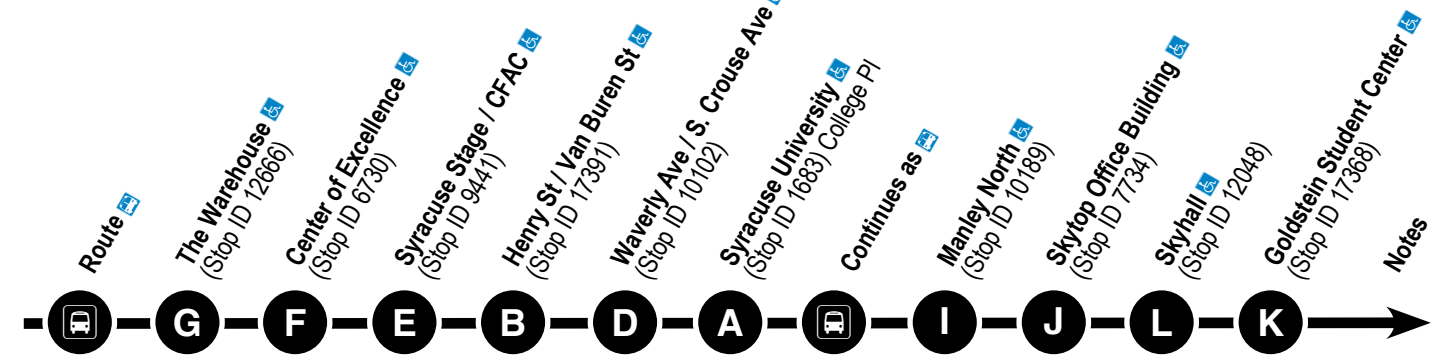 Route
The Warehouse
(Stop ID 12666)
Center of Excellence
(Stop ID 6730)
Syracuse Stage / CFAC
(Stop ID 9441)
Henry St / Van Buren St
(Stop ID 17391)
Waverly Ave / S. Crouse Ave
(Stop ID 10102)
Syracuse University
(Stop ID 1683) College Pl
Continues as
Manley North
(Stop ID 10189)
Skytop Office Building
(Stop ID 7734)
Skyhall
(Stop ID 12048)
Goldstein Student Center
(Stop ID 17368)
Notes
G F E B D A I J L K